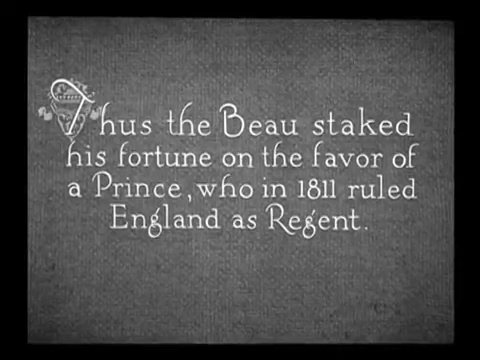 Thus the Beau staked
his fortune on the favor of
a Prince, who in 1811 ruled
England as Regent.